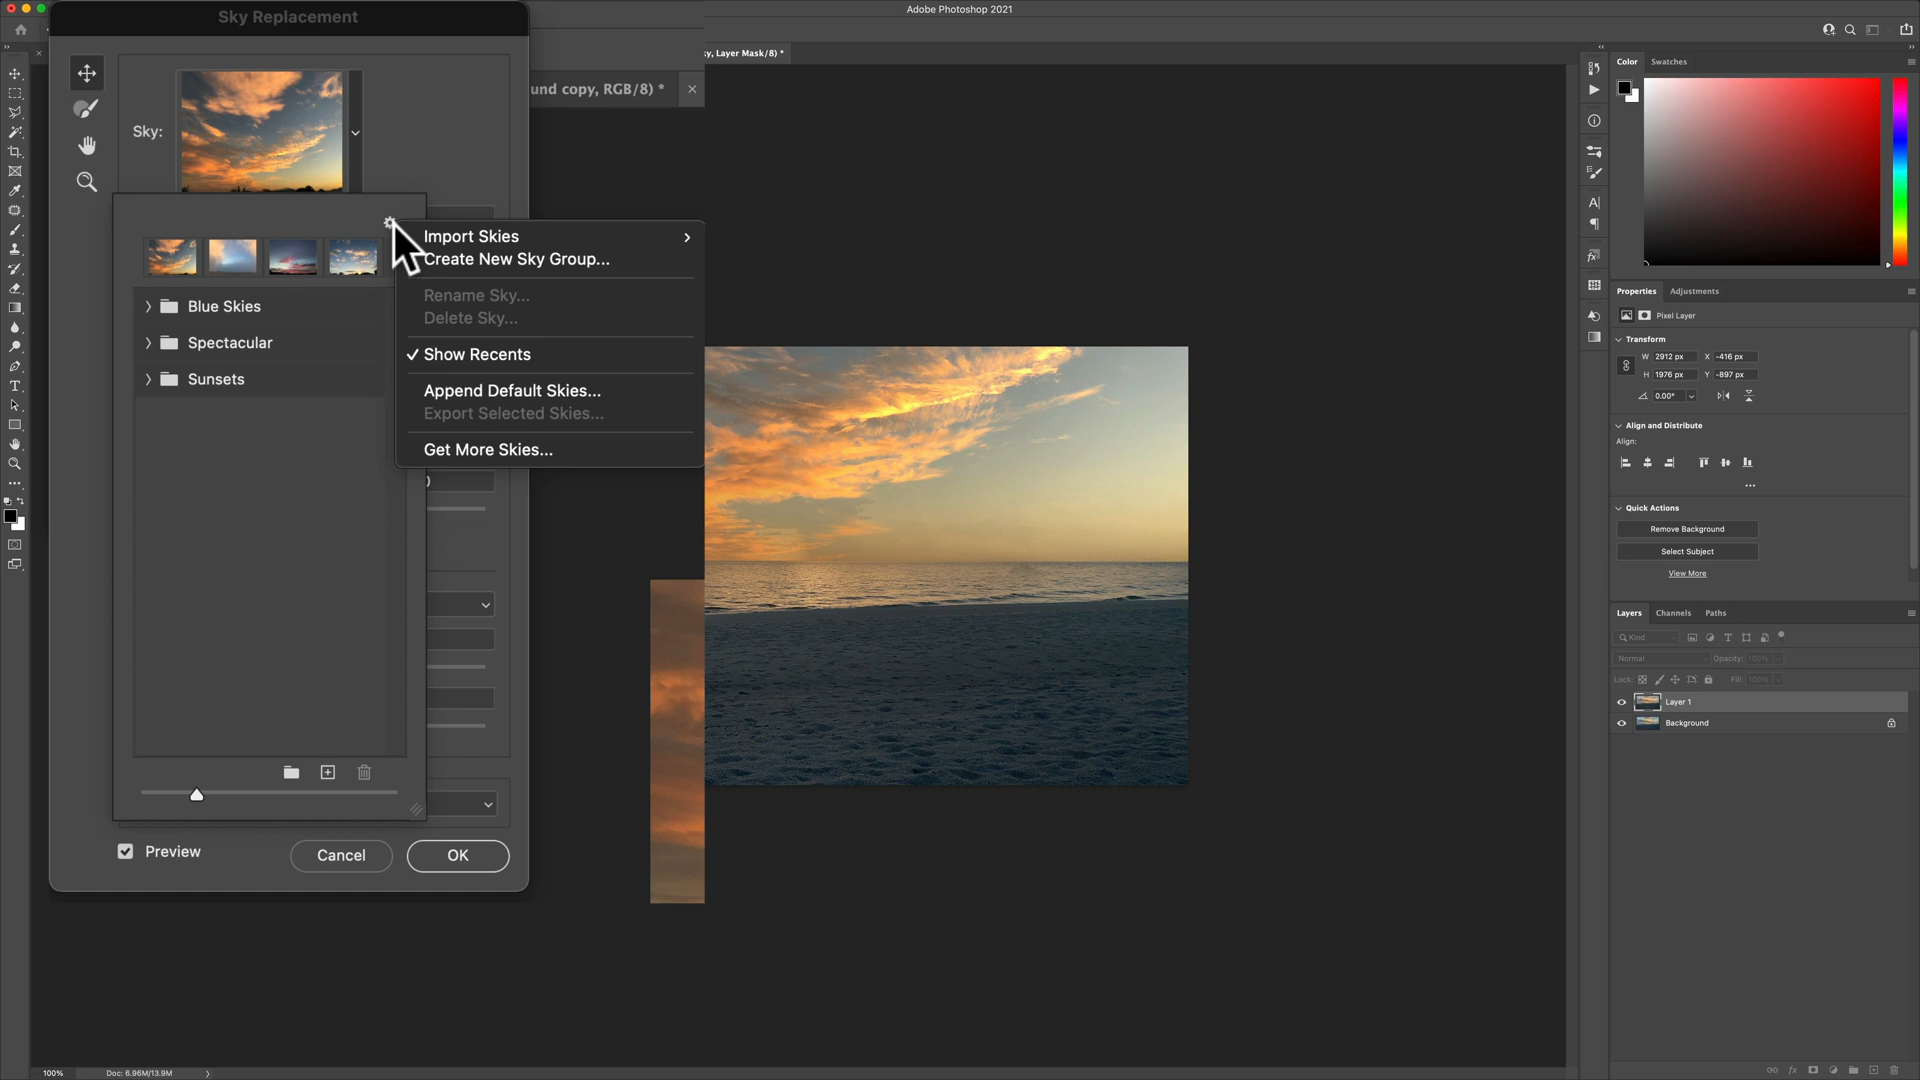 Sky Replacement
Adobe Photoshop 2021
ky, Layer Mask/8) *
und copy, RGB/8) *
Sky:
Import Skies
Create New Sky Group...
Rename Sky...
Delete Sky...
Show Recents
Append Default Skies...
Export Selected Skies...
Get More Skies...
Blue Skies
Spectacular
Sunsets
Preview
Cancel
OK
100%
Doc: 6.96M/13.9M
Color
Swatches
Properties
Adjustments
Pixel Layer
Transform
W 2912 px X -416 px
H 1976 px Y -897 px
0.00°
Align and Distribute
Align:
Quick Actions
Remove Background
Select Subject
View More
Layers
Channels
Paths
Kind
Normal
Opacity: 100%
Lock:
Fill: 100%
Layer 1
Background